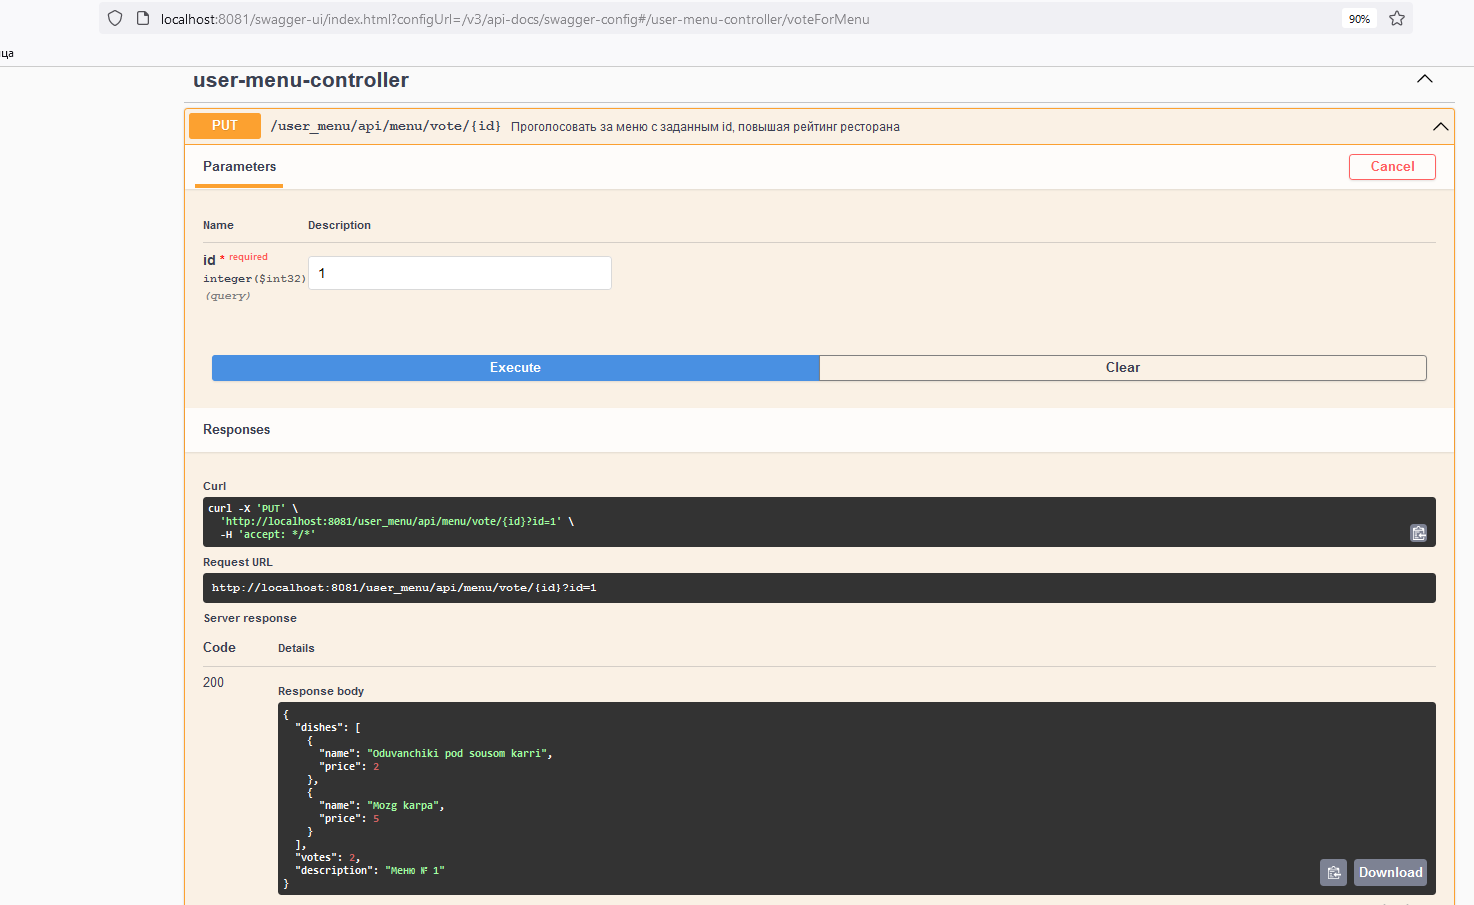 localhost:8081/swagger-ui/index.html?configUrl=/v3/api-docs/swagger-config#/user-menu-controller/voteForMenu 90%
ца
user-menu-controller
PUT /user_menu/api/menu/vote/{id} Проголосовать за меню с заданным id, повышая рейтинг ресторана
Parameters Cancel
Name Description
id * required
integer($int32) 1
(query)
Execute Clear
Responses
Curl
curl -X 'PUT' \
'http://localhost:8081/user_menu/api/menu/vote/{id}?id=1' \
-H 'accept: */*'
Request URL
http://localhost:8081/user_menu/api/menu/vote/{id}?id=1
Server response
Code Details
200
Response body
{
"dishes": [
{
"name": "Oduvanchiki pod sousom karri",
"price": 2
},
{
"name": "Mozg karpa",
"price": 5
}
],
"votes": 2,
"description": "Меню № 1"
}
Download